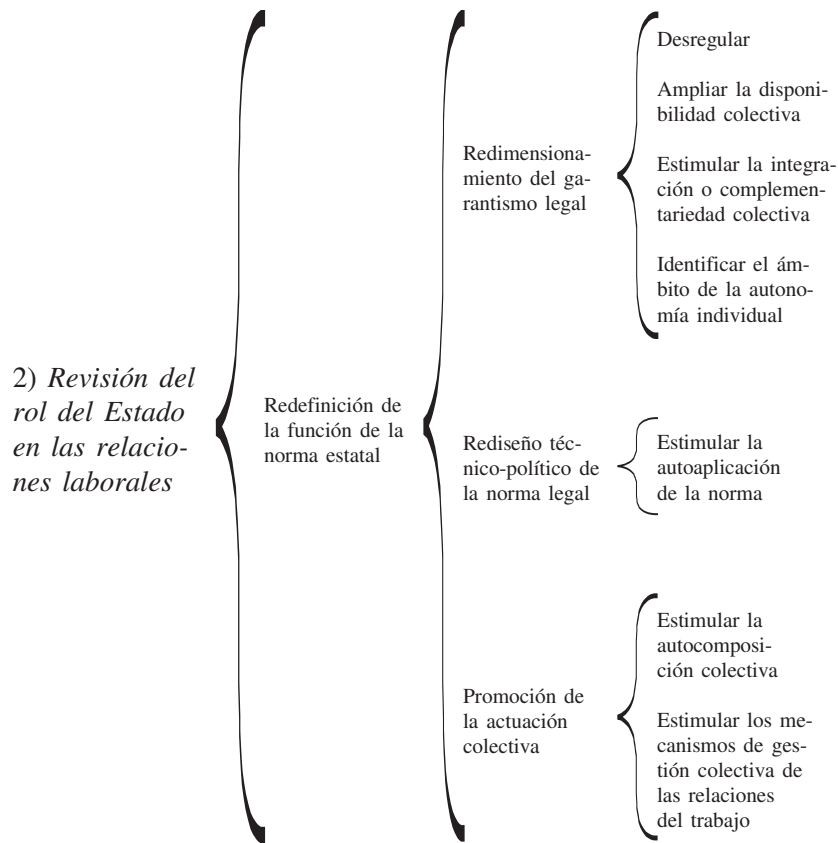 2) Revisión del
rol del Estado
en las relacio-
nes laborales
Redefinición de
la función de la
norma estatal
Redimensiona-
miento del ga-
rantismo legal
Desregular
Ampliar la disponi-
bilidad colectiva
Estimular la integra-
ción o complemen-
tariedad colectiva
Identificar el ám-
bito de la autono-
mía individual
Rediseño téc-
nico-político de
la norma legal
Estimular la
autoaplicación
de la norma
Promoción de
la actuación
colectiva
Estimular la
autocomposi-
ción colectiva
Estimular los me-
canismos de ges-
tión colectiva de
las relaciones
del trabajo